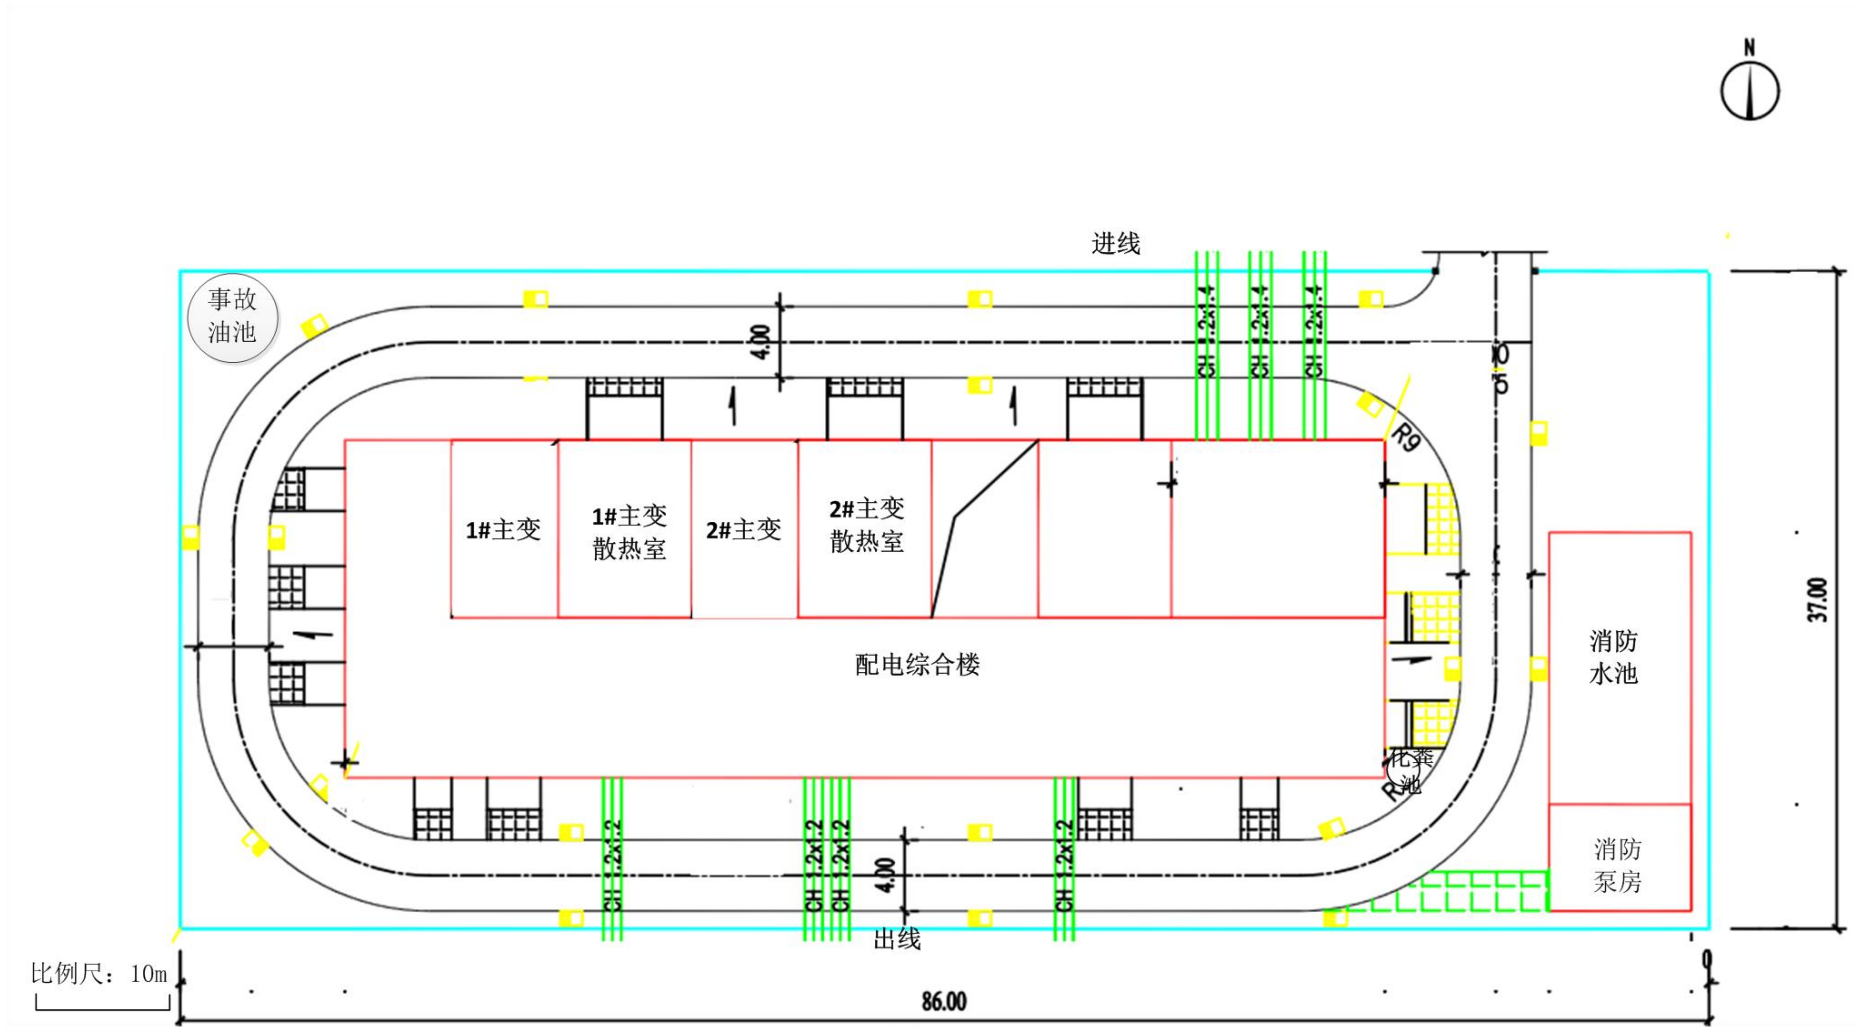 N
进线
事故
油池
4.00
CH 1.2x1.4
CH 1.2x1.4
CH 1.2x1.4
R9
1#主变
1#主变
散热室
2#主变
2#主变
散热室
37.00
配电综合楼
消防
水池
化粪
池
CH 1.2x1.2
CH 1.2x1.2
CH 1.2x1.2
CH 1.2x1.2
4.00
消防
泵房
出线
比例尺：10m
86.00